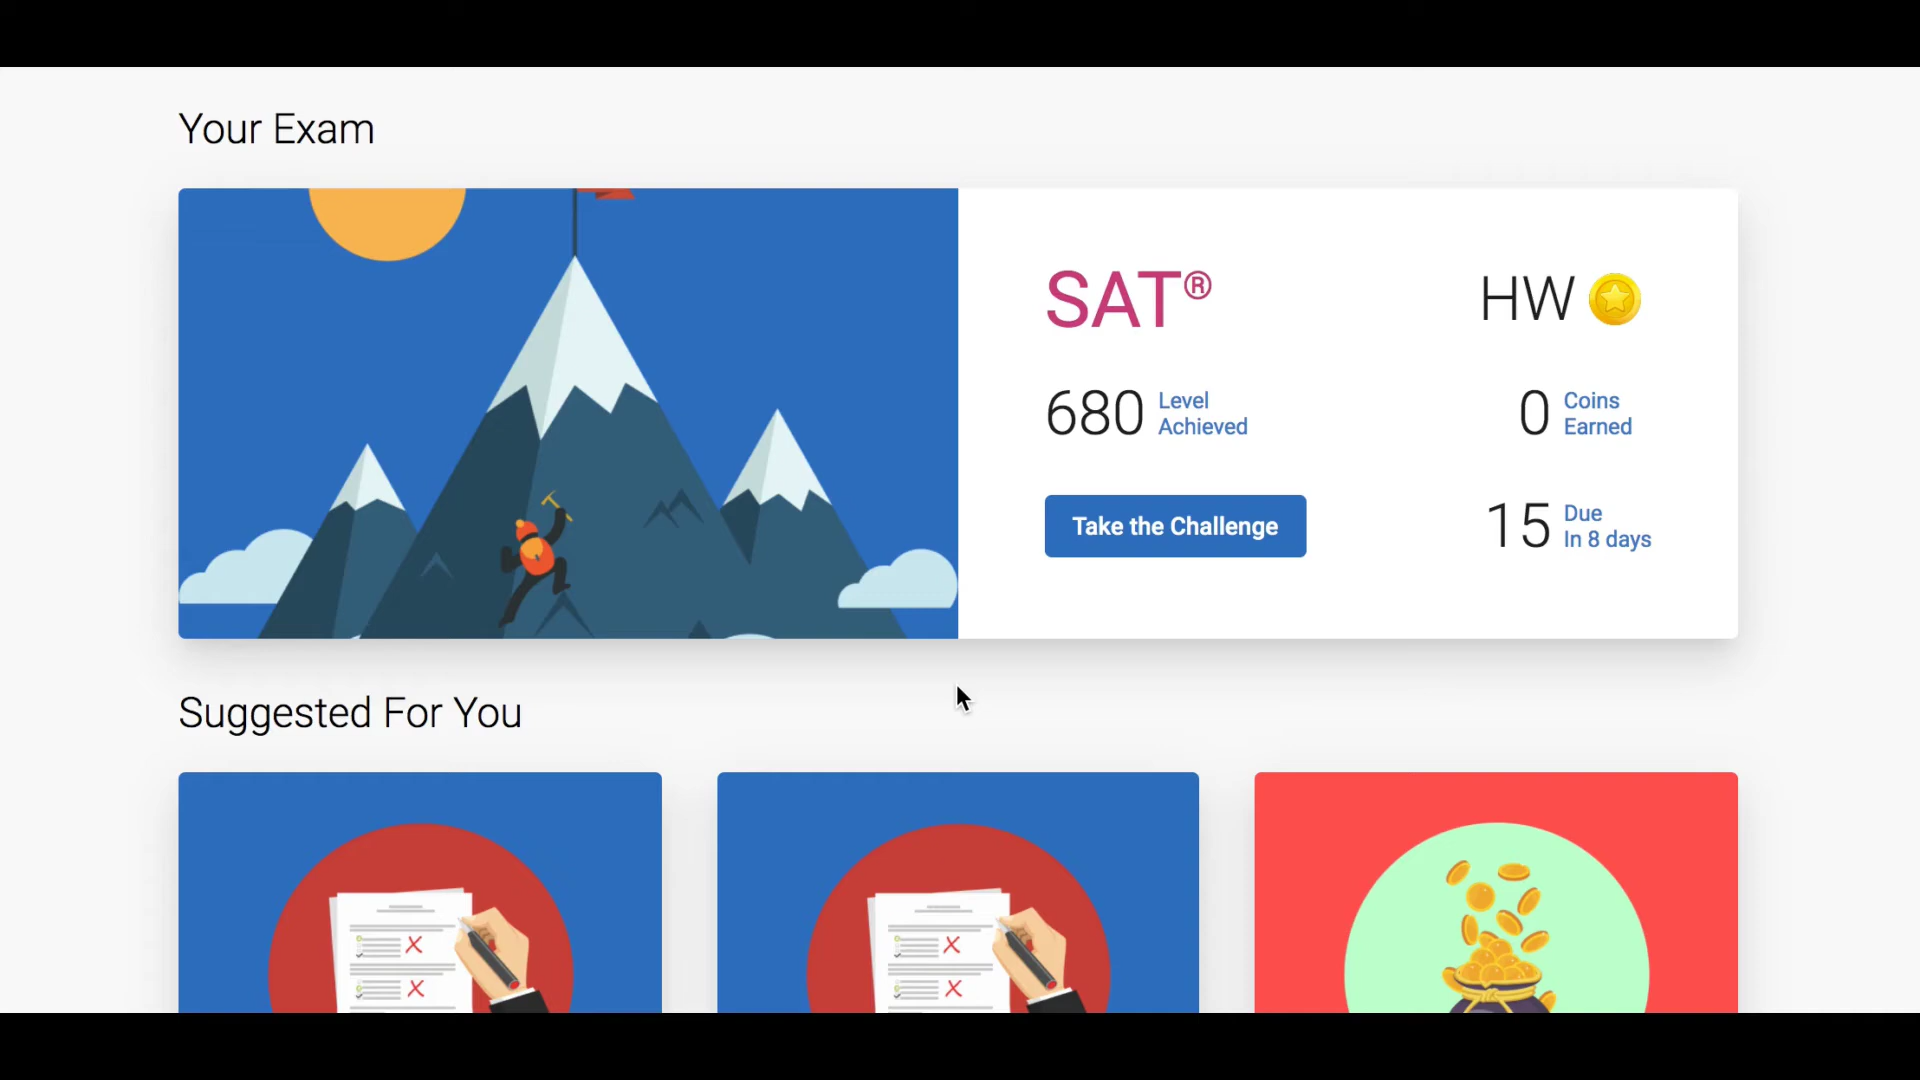 Your Exam
SAT®
HW
680 Level Achieved
0 Coins Earned
Take the Challenge
15 Due In 8 days
Suggested For You